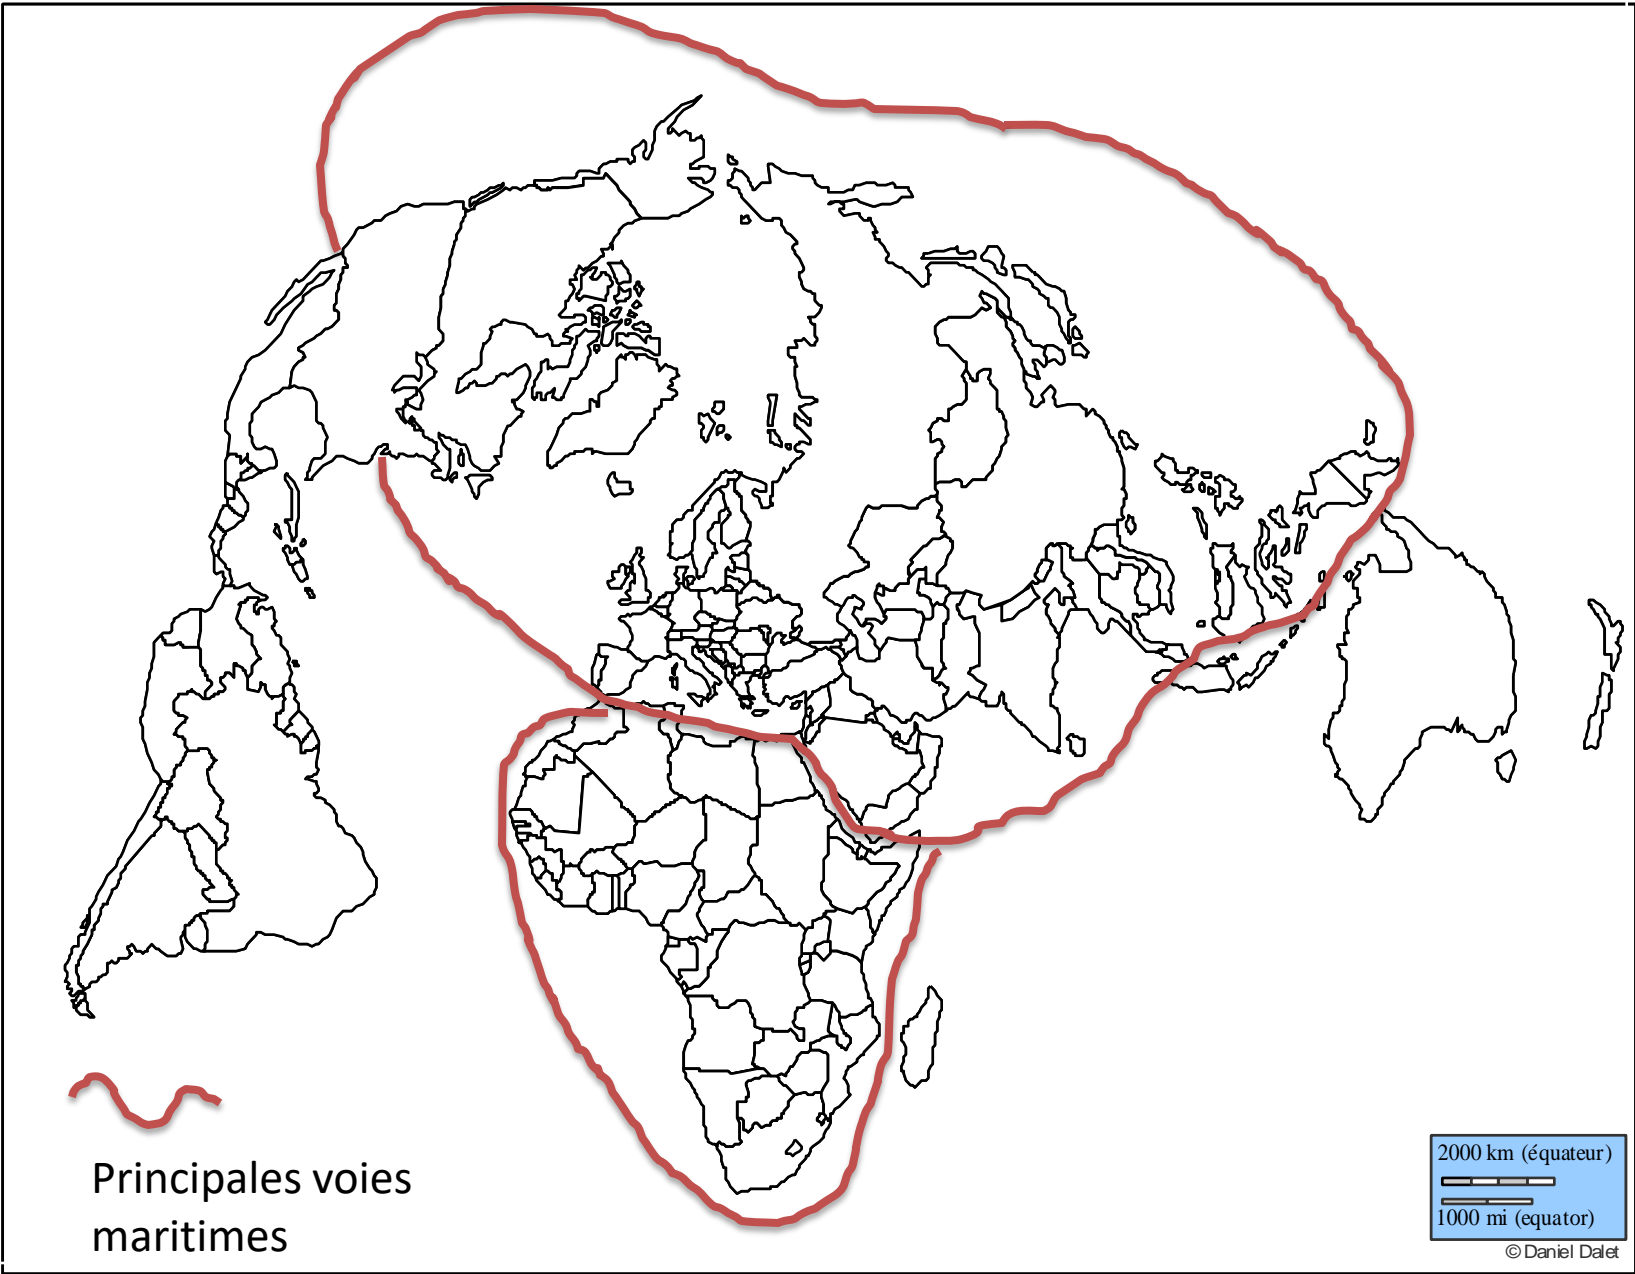 Principales voies
maritimes
2000 km (équateur)
1000 mi (equator)
© Daniel Dalet